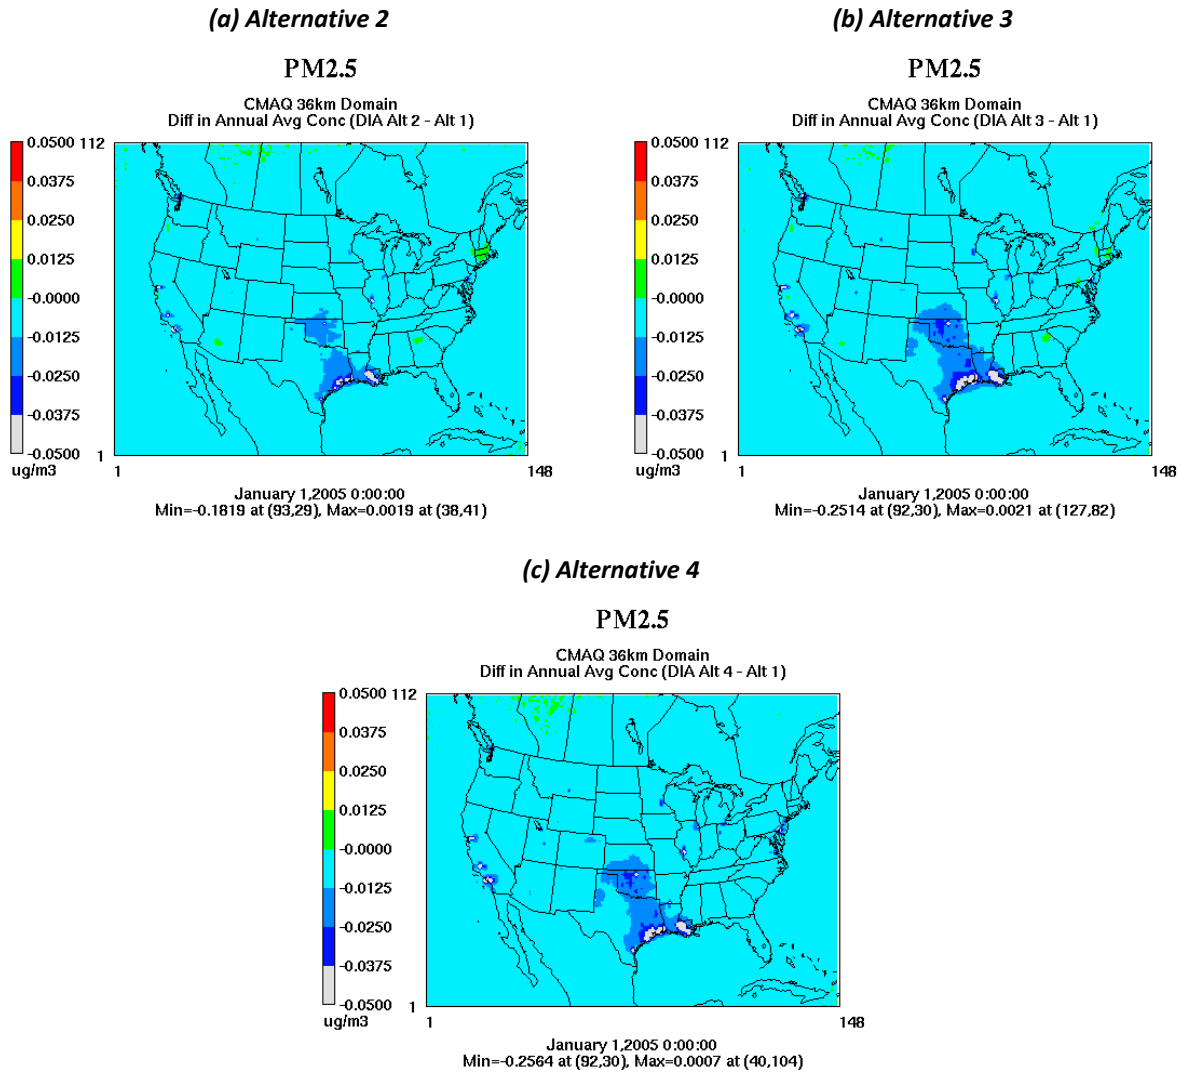 (a) Alternative 2
PM2.5
CMAQ 36km Domain
Diff in Annual Avg Conc (DIA Alt 2 - Alt 1)
0.0500
0.0375
0.0250
0.0125
-0.0000
-0.0125
-0.0250
-0.0375
-0.0500
ug/m3
112
1
1
148
January 1,2005 0:00:00
Min=-0.1819 at (93,29), Max=0.0019 at (38,41)
(b) Alternative 3
PM2.5
CMAQ 36km Domain
Diff in Annual Avg Conc (DIA Alt 3 - Alt 1)
0.0500
0.0375
0.0250
0.0125
-0.0000
-0.0125
-0.0250
-0.0375
-0.0500
ug/m3
112
1
1
148
January 1,2005 0:00:00
Min=-0.2514 at (92,30), Max=0.0021 at (127,82)
(c) Alternative 4
PM2.5
CMAQ 36km Domain
Diff in Annual Avg Conc (DIA Alt 4 - Alt 1)
0.0500
0.0375
0.0250
0.0125
-0.0000
-0.0125
-0.0250
-0.0375
-0.0500
ug/m3
112
1
1
148
January 1,2005 0:00:00
Min=-0.2564 at (92,30), Max=0.0007 at (40,104)